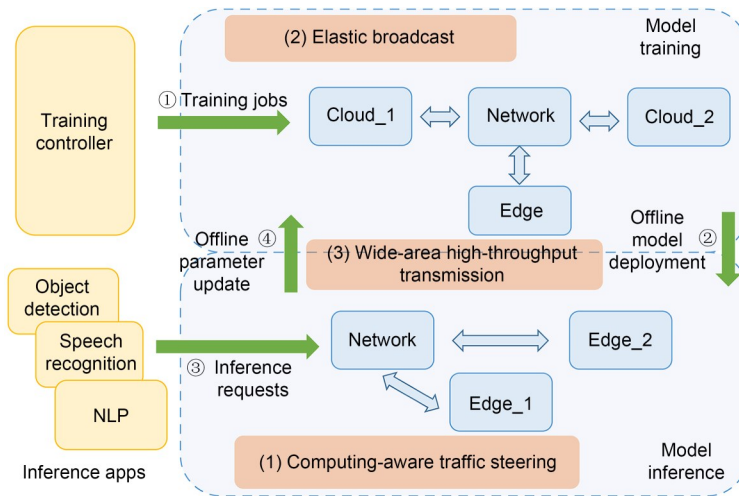 (2) Elastic broadcast
Model
training
Training
controller
① Training jobs
Cloud_1
Network
Cloud_2
Edge
Offline ④
parameter
update
(3) Wide-area high-throughput
transmission
Offline
model ②
deployment
Object
detection
Speech
recognition
NLP
Inference apps
③ Inference
requests
Network
Edge_2
Edge_1
(1) Computing-aware traffic steering
Model
inference